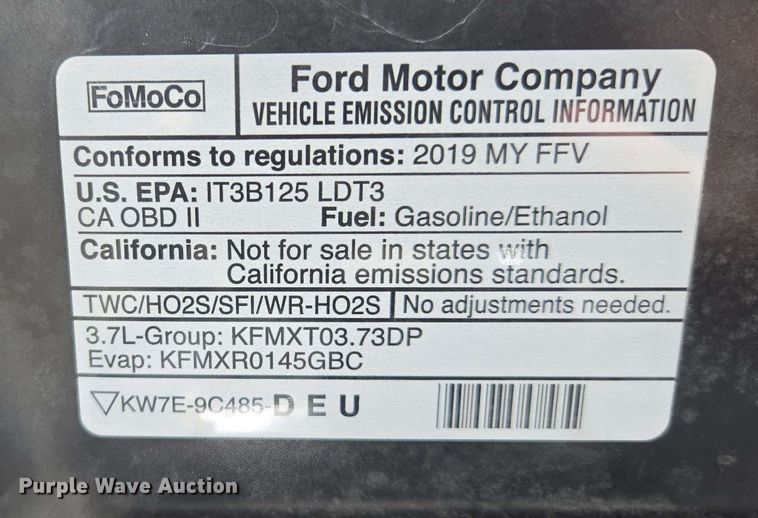 FoMoCo
Ford Motor Company
VEHICLE EMISSION CONTROL INFORMATION
Conforms to regulations: 2019 MY FFV
U.S. EPA: IT3B125 LDT3
CA OBD II Fuel: Gasoline/Ethanol
California: Not for sale in states with
California emissions standards.
TWC/HO2S/SFI/WR-HO2S No adjustments needed.
3.7L-Group: KFMXT03.73DP
Evap: KFMXR0145GBC
KW7E-9C485-D E U
Purple Wave Auction